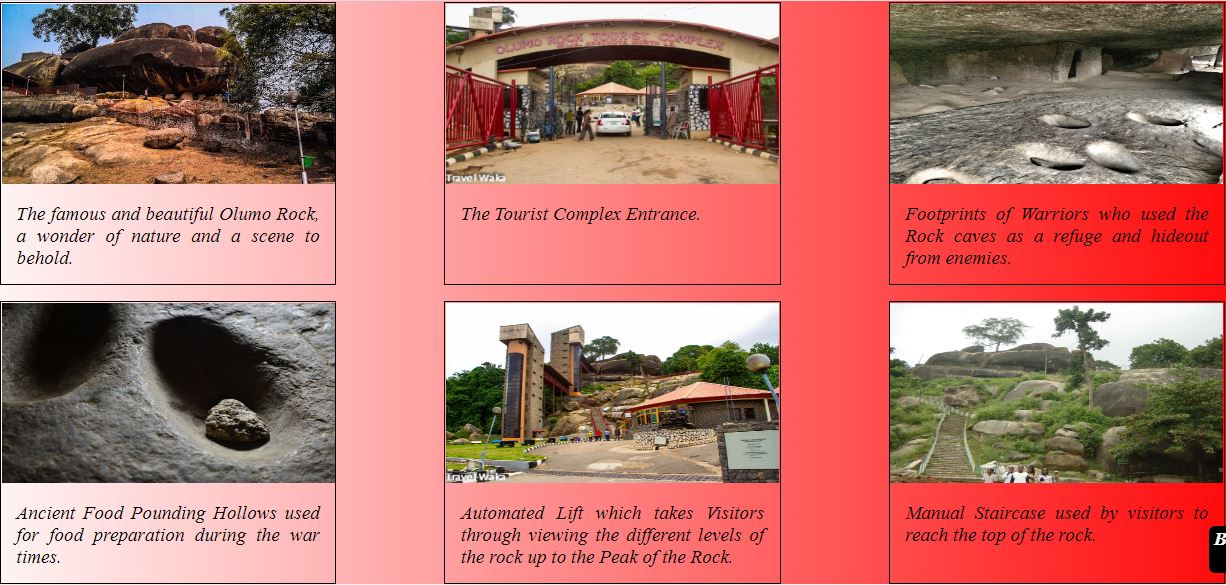 OLUMO ROCK TOURIST COMPLEX
Travel Waka
The famous and beautiful Olumo Rock,
a wonder of nature and a scene to
behold.
The Tourist Complex Entrance.
Footprints of Warriors who used the
Rock caves as a refuge and hideout
from enemies.
Travel Waka
Ancient Food Pounding Hollows used
for food preparation during the war
times.
Automated Lift which takes Visitors
through viewing the different levels of
the rock up to the Peak of the Rock.
Manual Staircase used by visitors to
reach the top of the rock.
B